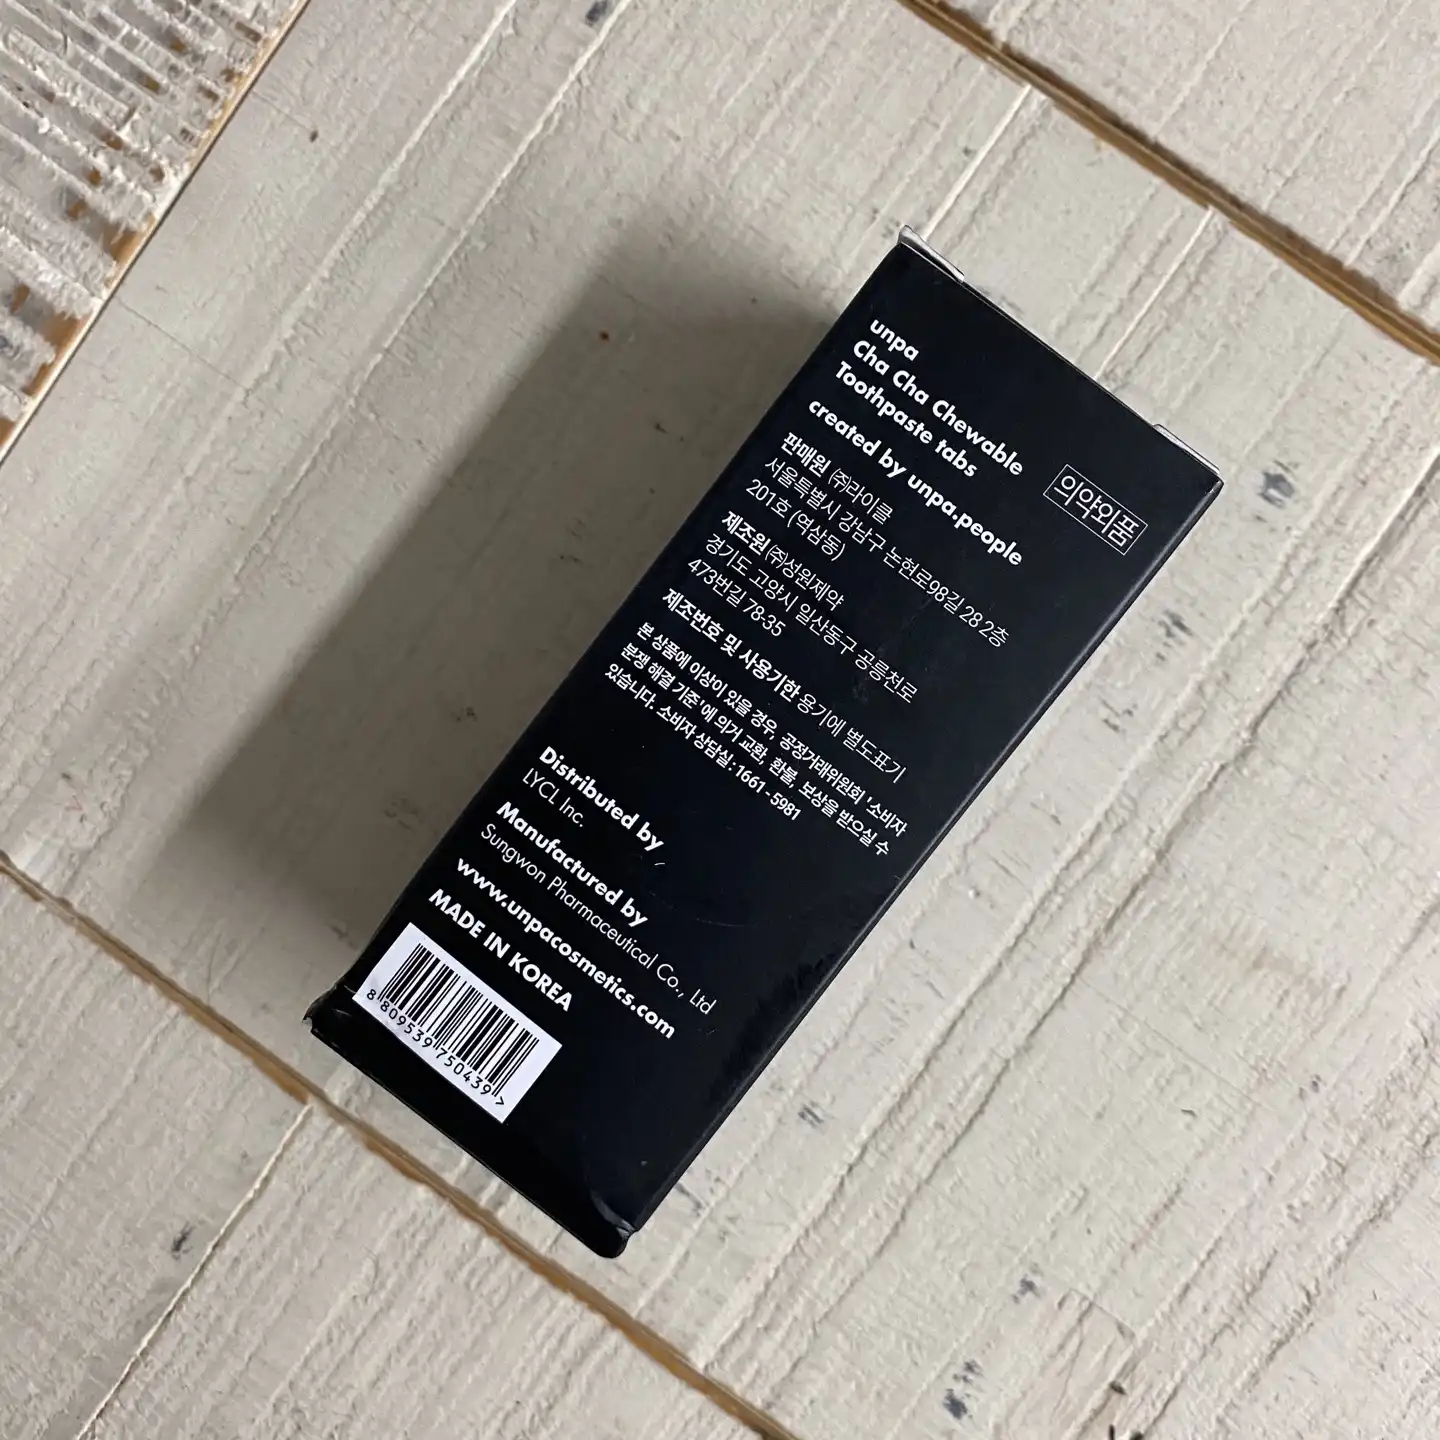 unpa
Cha Cha Chewable
Toothpaste tabs
의약외품
created by unpa.people
판매원 ㈜라이클
서울특별시 강남구 논현로98길 28 2층
201호 (역삼동)
제조원 ㈜성원제약
경기도 고양시 일산동구 공릉천로
473번길 78-35
제조번호 및 사용기한 용기에 별도표기
본 상품에 이상이 있을 경우, 공정거래위원회 '소비자
분쟁 해결 기준'에 의거 교환, 환불, 보상을 받으실 수
있습니다. 소비자 상담실 : 1661 - 5981
Distributed by
LYCL Inc.
Manufactured by
Sungwon Pharmaceutical Co., Ltd
www.unpacosmetics.com
MADE IN KOREA
8 809539 750439 >